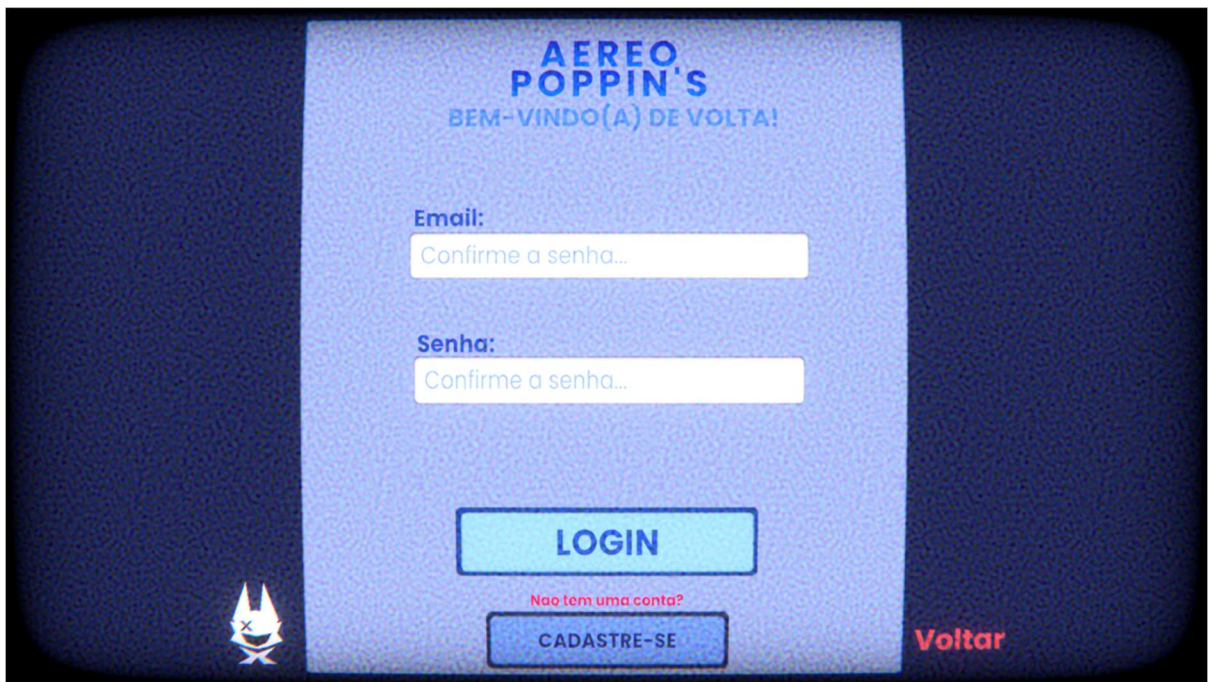 AEREO
POPPIN'S
BEM-VINDO(A) DE VOLTA!
Email:
Confirme a senha...
Senha:
Confirme a senha...
LOGIN
Nao tem uma conta?
CADASTRE-SE
Voltar